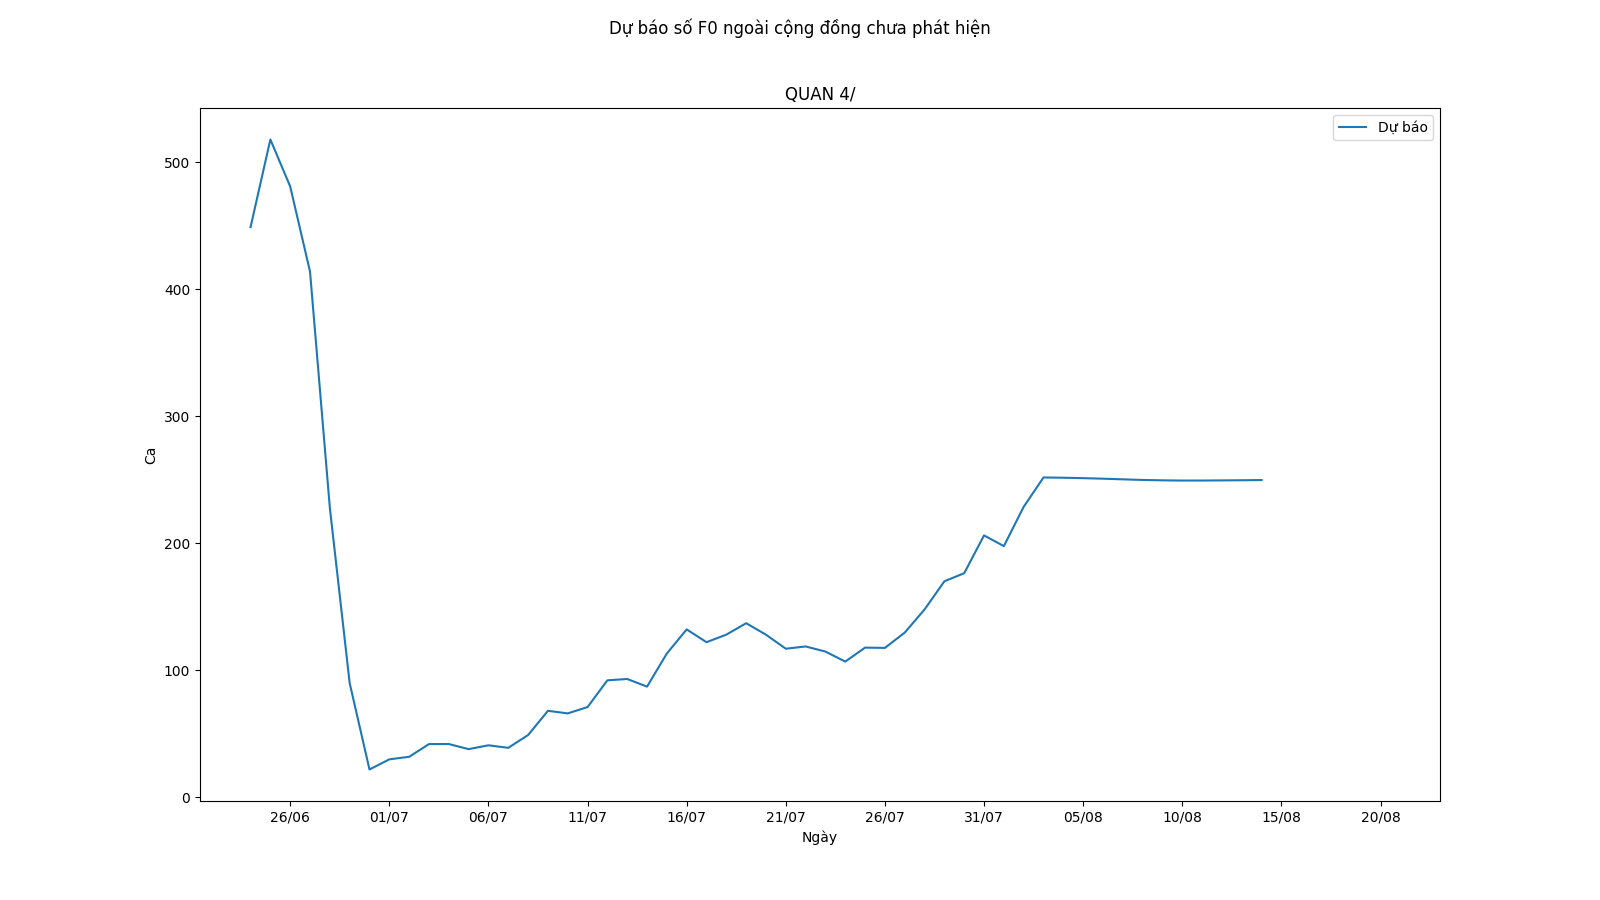 Dự báo số F0 ngoài cộng đồng chưa phát hiện
QUAN 4/
Dự báo
500
400
300
200
100
0
Ca
26/06 01/07 06/07 11/07 16/07 21/07 26/07 31/07 05/08 10/08 15/08 20/08
Ngày